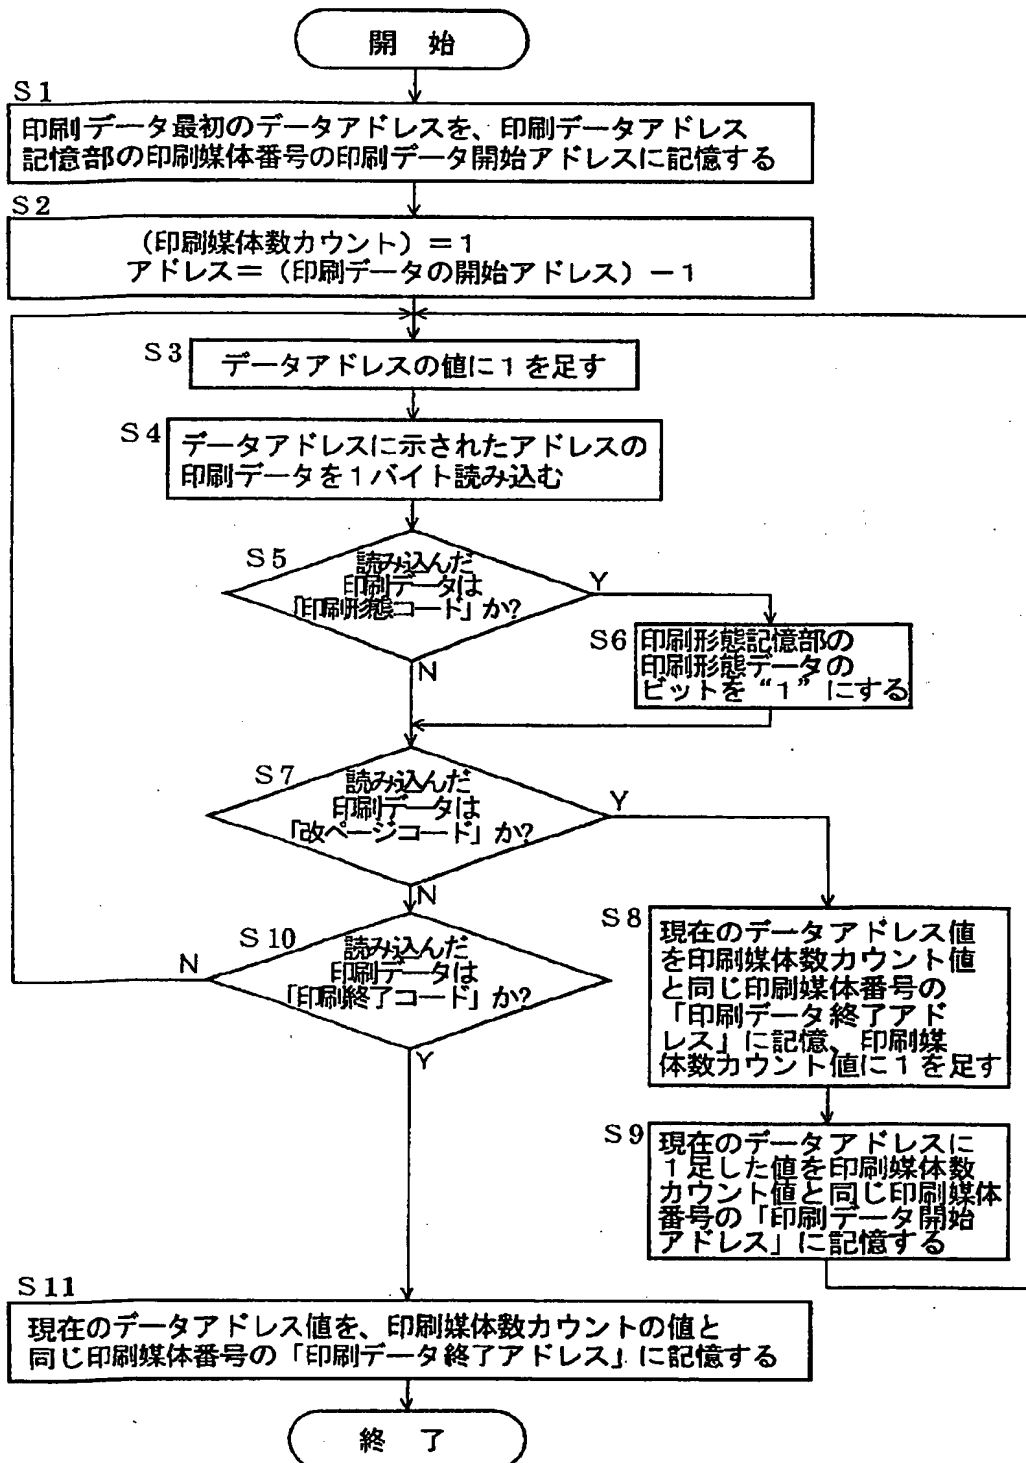 開 始
S1
印刷データ最初のデータアドレスを、印刷データアドレス
記憶部の印刷媒体番号の印刷データ開始アドレスに記憶する
S2
(印刷媒体数カウント)=1
アドレス=(印刷データの開始アドレス)-1
S3
データアドレスの値に1を足す
S4
データアドレスに示されたアドレスの
印刷データを1バイト読み込む
S5
読み込んだ
印刷データは
「印刷形態コード」か?
Y
N
S6
印刷形態記憶部の
印刷形態データの
ビットを“1”にする
S7
読み込んだ
印刷データは
「改ページコード」か?
Y
N
S8
現在のデータアドレス値
を印刷媒体数カウント値
と同じ印刷媒体番号の
「印刷データ終了アド
レス」に記憶、印刷媒
体数カウント値に1を足す
S9
現在のデータアドレスに
1足した値を印刷媒体数
カウント値と同じ印刷媒体
番号の「印刷データ開始
アドレス」に記憶する
S10
読み込んだ
印刷データは
「印刷終了コード」か?
N
Y
S11
現在のデータアドレス値を、印刷媒体数カウントの値と
同じ印刷媒体番号の「印刷データ終了アドレス」に記憶する
終 了